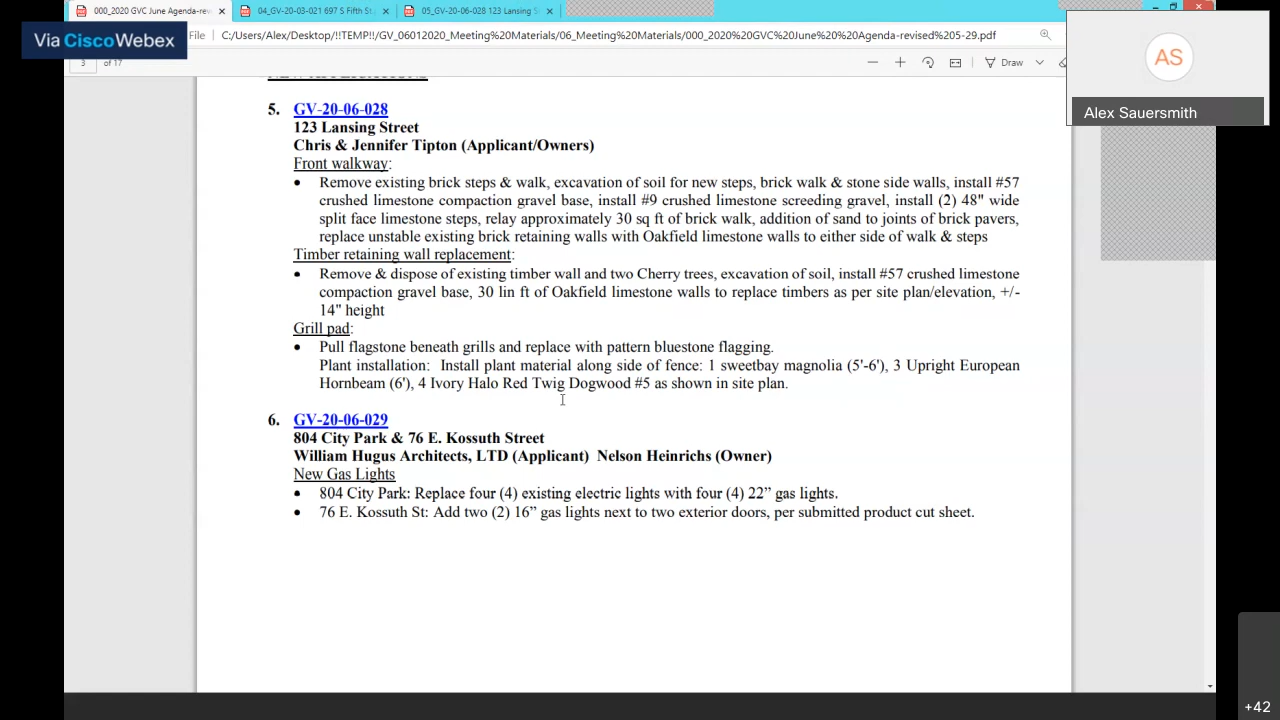 000_2020 GVC June Agenda-rev
04_GV-20-03-021 697 S Fifth St
05_GV-20-06-028 123 Lansing S
Via Cisco Webex
File C:/Users/Alex/Desktop/!!TEMP!!/GV_06012020_Meeting%20Materials/06_Meeting%20Materials/000_2020%20GVC%20June%20%20Agenda-revised%205-29.pdf
3 of 17
Draw
AS
Alex Sauersmith
5. GV-20-06-028
123 Lansing Street
Chris & Jennifer Tipton (Applicant/Owners)
Front walkway:
• Remove existing brick steps & walk, excavation of soil for new steps, brick walk & stone side walls, install #57
crushed limestone compaction gravel base, install #9 crushed limestone screeding gravel, install (2) 48" wide
split face limestone steps, relay approximately 30 sq ft of brick walk, addition of sand to joints of brick pavers,
replace unstable existing brick retaining walls with Oakfield limestone walls to either side of walk & steps
Timber retaining wall replacement:
• Remove & dispose of existing timber wall and two Cherry trees, excavation of soil, install #57 crushed limestone
compaction gravel base, 30 lin ft of Oakfield limestone walls to replace timbers as per site plan/elevation, +/-
14" height
Grill pad:
• Pull flagstone beneath grills and replace with pattern bluestone flagging.
Plant installation: Install plant material along side of fence: 1 sweetbay magnolia (5'-6'), 3 Upright European
Hornbeam (6'), 4 Ivory Halo Red Twig Dogwood #5 as shown in site plan.
6. GV-20-06-029
804 City Park & 76 E. Kossuth Street
William Hugus Architects, LTD (Applicant) Nelson Heinrichs (Owner)
New Gas Lights
• 804 City Park: Replace four (4) existing electric lights with four (4) 22” gas lights.
• 76 E. Kossuth St: Add two (2) 16” gas lights next to two exterior doors, per submitted product cut sheet.
+42